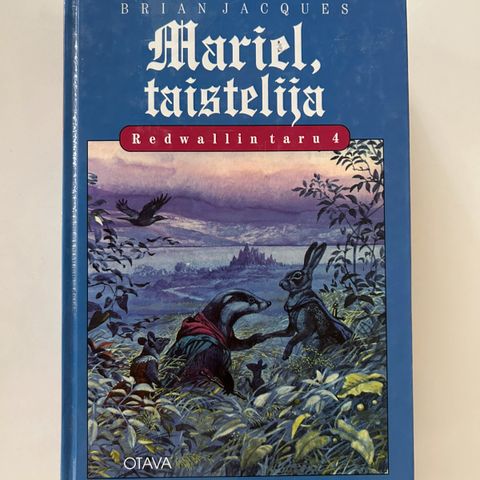 BRIAN JACQUES
Mariel,
taistelija
Redwallin taru 4
OTAVA